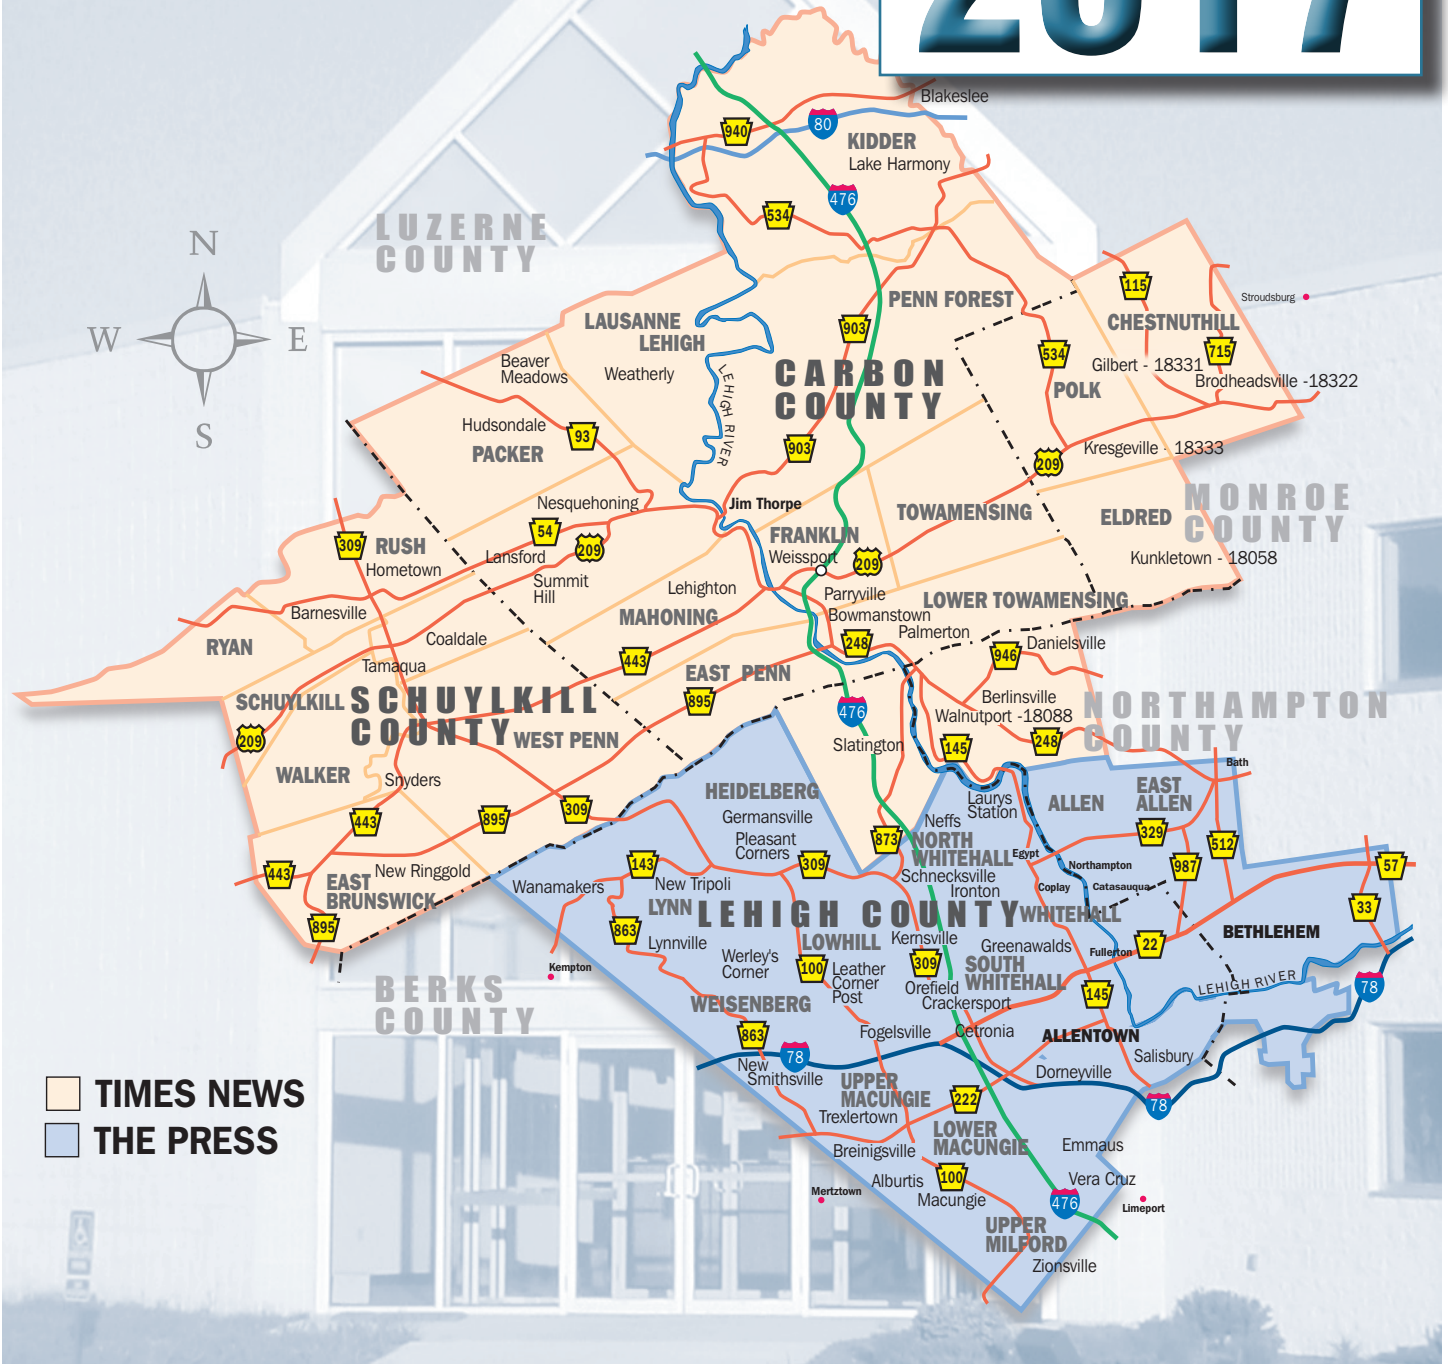 2017
Blakeslee
940
80
KIDDER
Lake Harmony
476
534
LUZERNE
COUNTY
N
W
E
S
115
Stroudsburg
PENN FOREST
CHESTNUTHILL
LAUSANNE
LEHIGH
903
534
715
Gilbert - 18331
Brodheadsville -18322
Beaver
Meadows
Weatherly
LEHIGH RIVER
CARBON
COUNTY
POLK
Hudsondale
93
PACKER
903
209
Kresgeville - 18333
MONROE
COUNTY
Nesquehoning
Jim Thorpe
TOWAMENSING
ELDRED
309
RUSH
Hometown
54
209
Lansford
FRANKLIN
Weissport
209
Kunkletown - 18058
Summit
Hill
Lehighton
Parryville
LOWER TOWAMENSING
Barnesville
MAHONING
Bowmanstown
RYAN
Coaldale
248
Palmerton
946
Danielsville
Tamaqua
443
EAST PENN
SCHUYLKILL
SCHUYLKILL
COUNTY
895
476
Berlinsville
Walnutport -18088
NORTHAMPTON
COUNTY
209
WEST PENN
Slatington
145
248
Bath
WALKER
Snyders
HEIDELBERG
Germansville
Laurys
Station
ALLEN
EAST
ALLEN
443
895
309
Pleasant
Corners
873
Neffs
NORTH
WHITEHALL
Egypt
329
512
443
New Ringgold
143
309
Schnecksville
Northampton
987
57
EAST
BRUNSWICK
Wanamakers
New Tripoli
Ironton
Coplay
Catasauqua
895
LYNN
LEHIGH COUNTY
WHITEHALL
33
863
Lynnville
LOWHILL
Kernsville
Greenawalds
Fullerton
22
BETHLEHEM
Kempton
Werley's
Corner
100
Leather
Corner
Post
309
SOUTH
WHITEHALL
BERKS
COUNTY
Orefield
Crackersport
145
LEHIGH RIVER
78
WEISENBERG
863
78
Fogelsville
Cetronia
ALLENTOWN
Salisbury
New
Smithsville
Dorneyville
TIMES NEWS
UPPER
MACUNGIE
222
78
Trexlertown
THE PRESS
LOWER
MACUNGIE
Emmaus
Breinigsville
Alburtis
100
Vera Cruz
Mertztown
Macungie
476
Limeport
UPPER
MILFORD
Zionsville